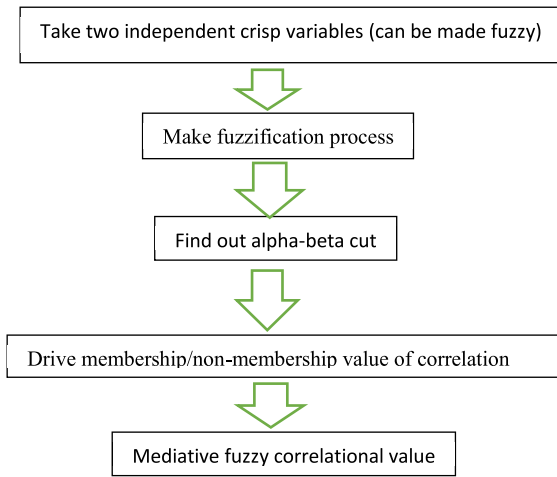 Take two independent crisp variables (can be made fuzzy)
Make fuzzification process
Find out alpha-beta cut
Drive membership/non-membership value of correlation
Mediative fuzzy correlational value